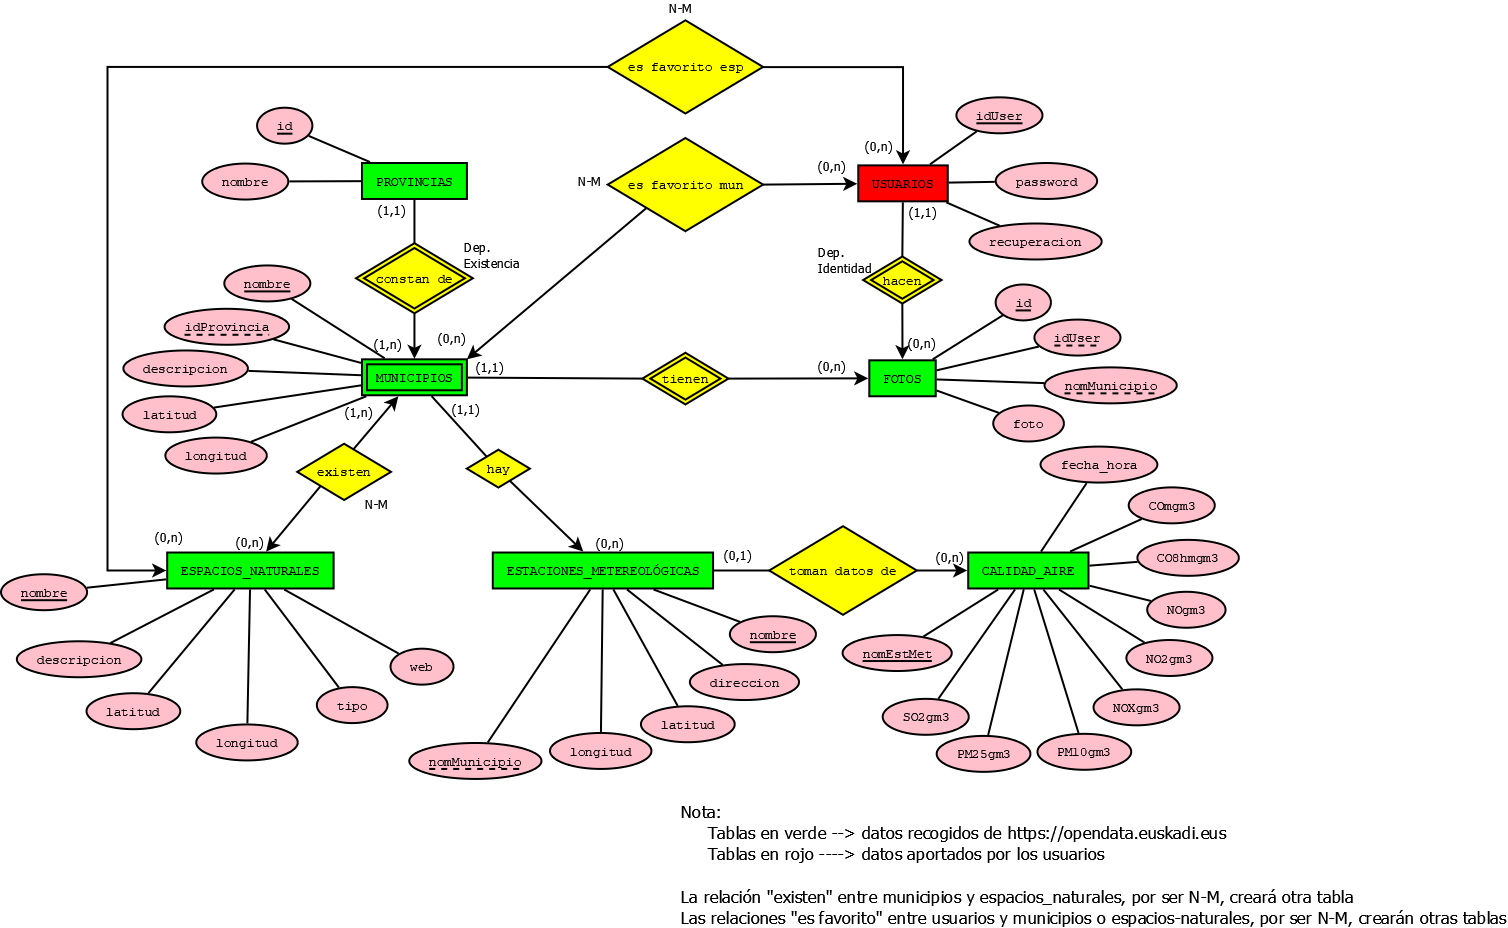 N-M
es favorito esp
id
idUser
nombre
PROVINCIAS
(1,1)
N-M
es favorito mun
(0,n)
(0,n)
USUARIOS
(1,1)
password
recuperacion
Dep.
Existencia
constan de
Dep.
Identidad
hacen
nombre
idProvincia
descripcion
latitud
longitud
(1,n)
(0,n)
MUNICIPIOS
(1,1)
(1,n)
(1,1)
tienen
(0,n)
(0,n)
FOTOS
id
idUser
nomMunicipio
foto
existen
N-M
hay
fecha_hora
COmgm3
CO8hmgm3
NOgm3
NO2gm3
NOXgm3
(0,n)
(0,n)
ESPACIOS_NATURALES
(0,n)
ESTACIONES_METEREOLÓGICAS
(0,1)
toman datos de
(0,n)
CALIDAD_AIRE
nombre
descripcion
latitud
longitud
tipo
web
nombre
direccion
latitud
longitud
nomMunicipio
nomEstMet
SO2gm3
PM25gm3
PM10gm3
Nota:
Tablas en verde --> datos recogidos de https://opendata.euskadi.eus
Tablas en rojo ----> datos aportados por los usuarios
La relación "existen" entre municipios y espacios_naturales, por ser N-M, creará otra tabla
Las relaciones "es favorito" entre usuarios y municipios o espacios-naturales, por ser N-M, crearán otras tablas